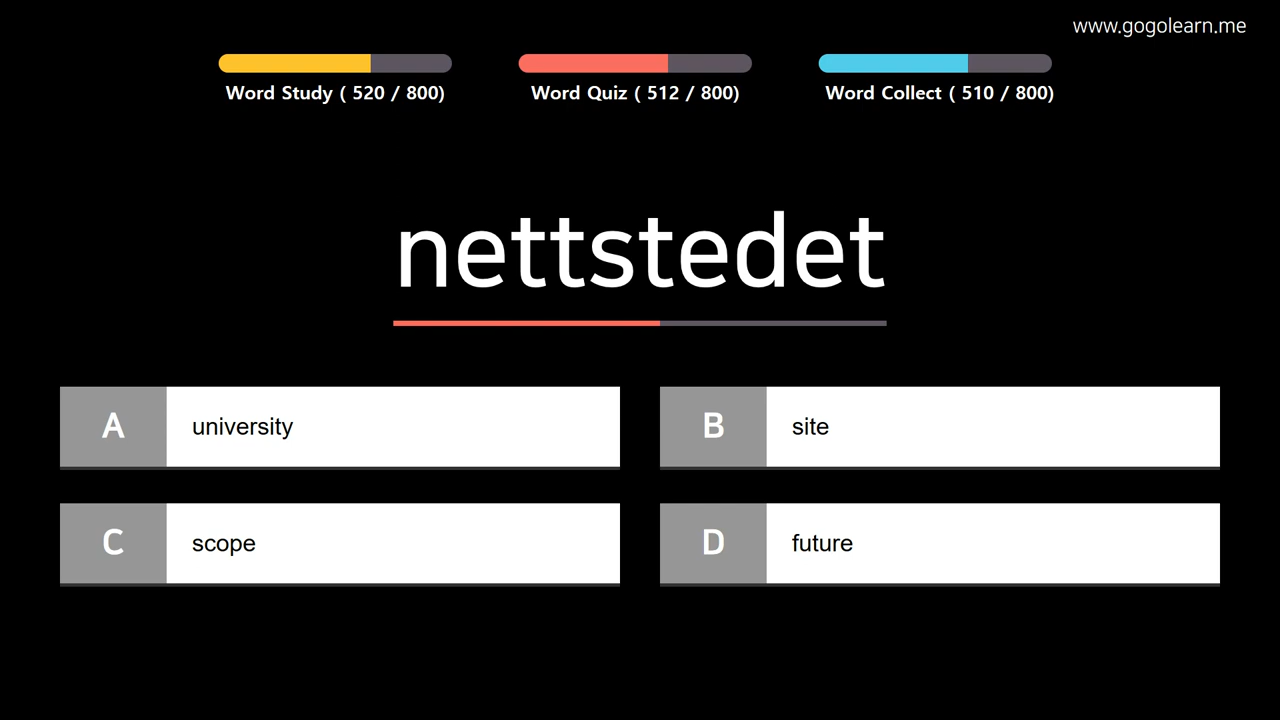 www.gogolearn.me
Word Study ( 520 / 800)
Word Quiz ( 512 / 800)
Word Collect ( 510 / 800)
nettstedet
A university
B site
C scope
D future